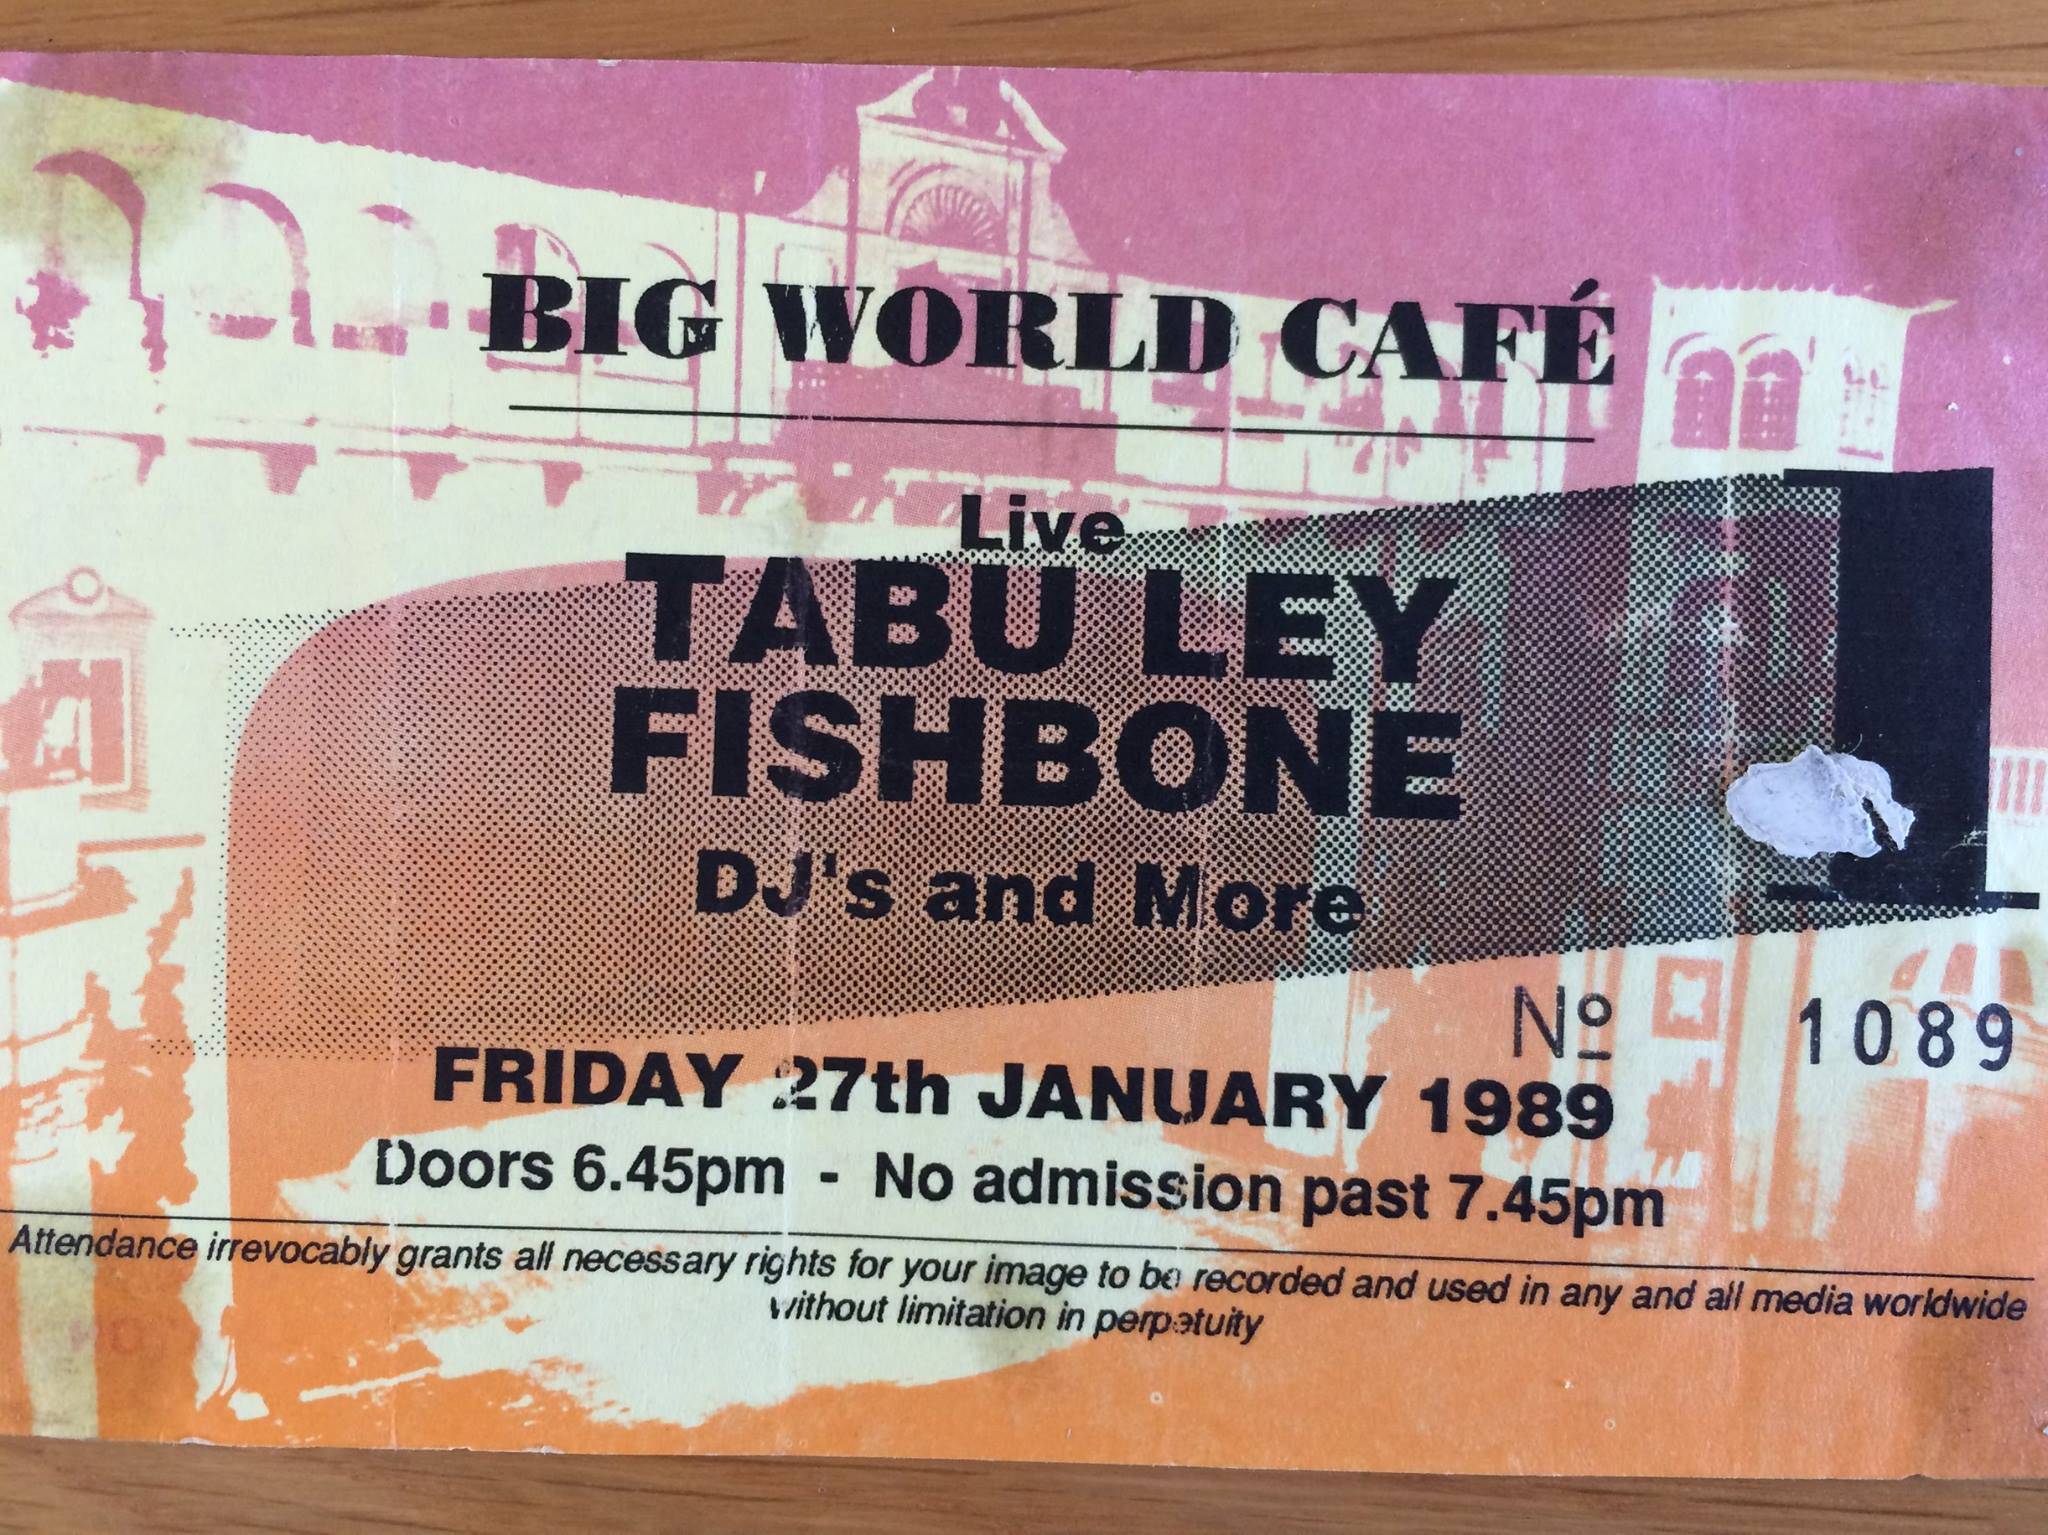 BIG WORLD CAFÉ
Live
TABU LEY
FISHBONE
DJ's and More
Nº 1089
FRIDAY 27th JANUARY 1989
Doors 6.45pm - No admission past 7.45pm
Attendance irrevocably grants all necessary rights for your image to be recorded and used in any and all media worldwide
without limitation in perpetuity